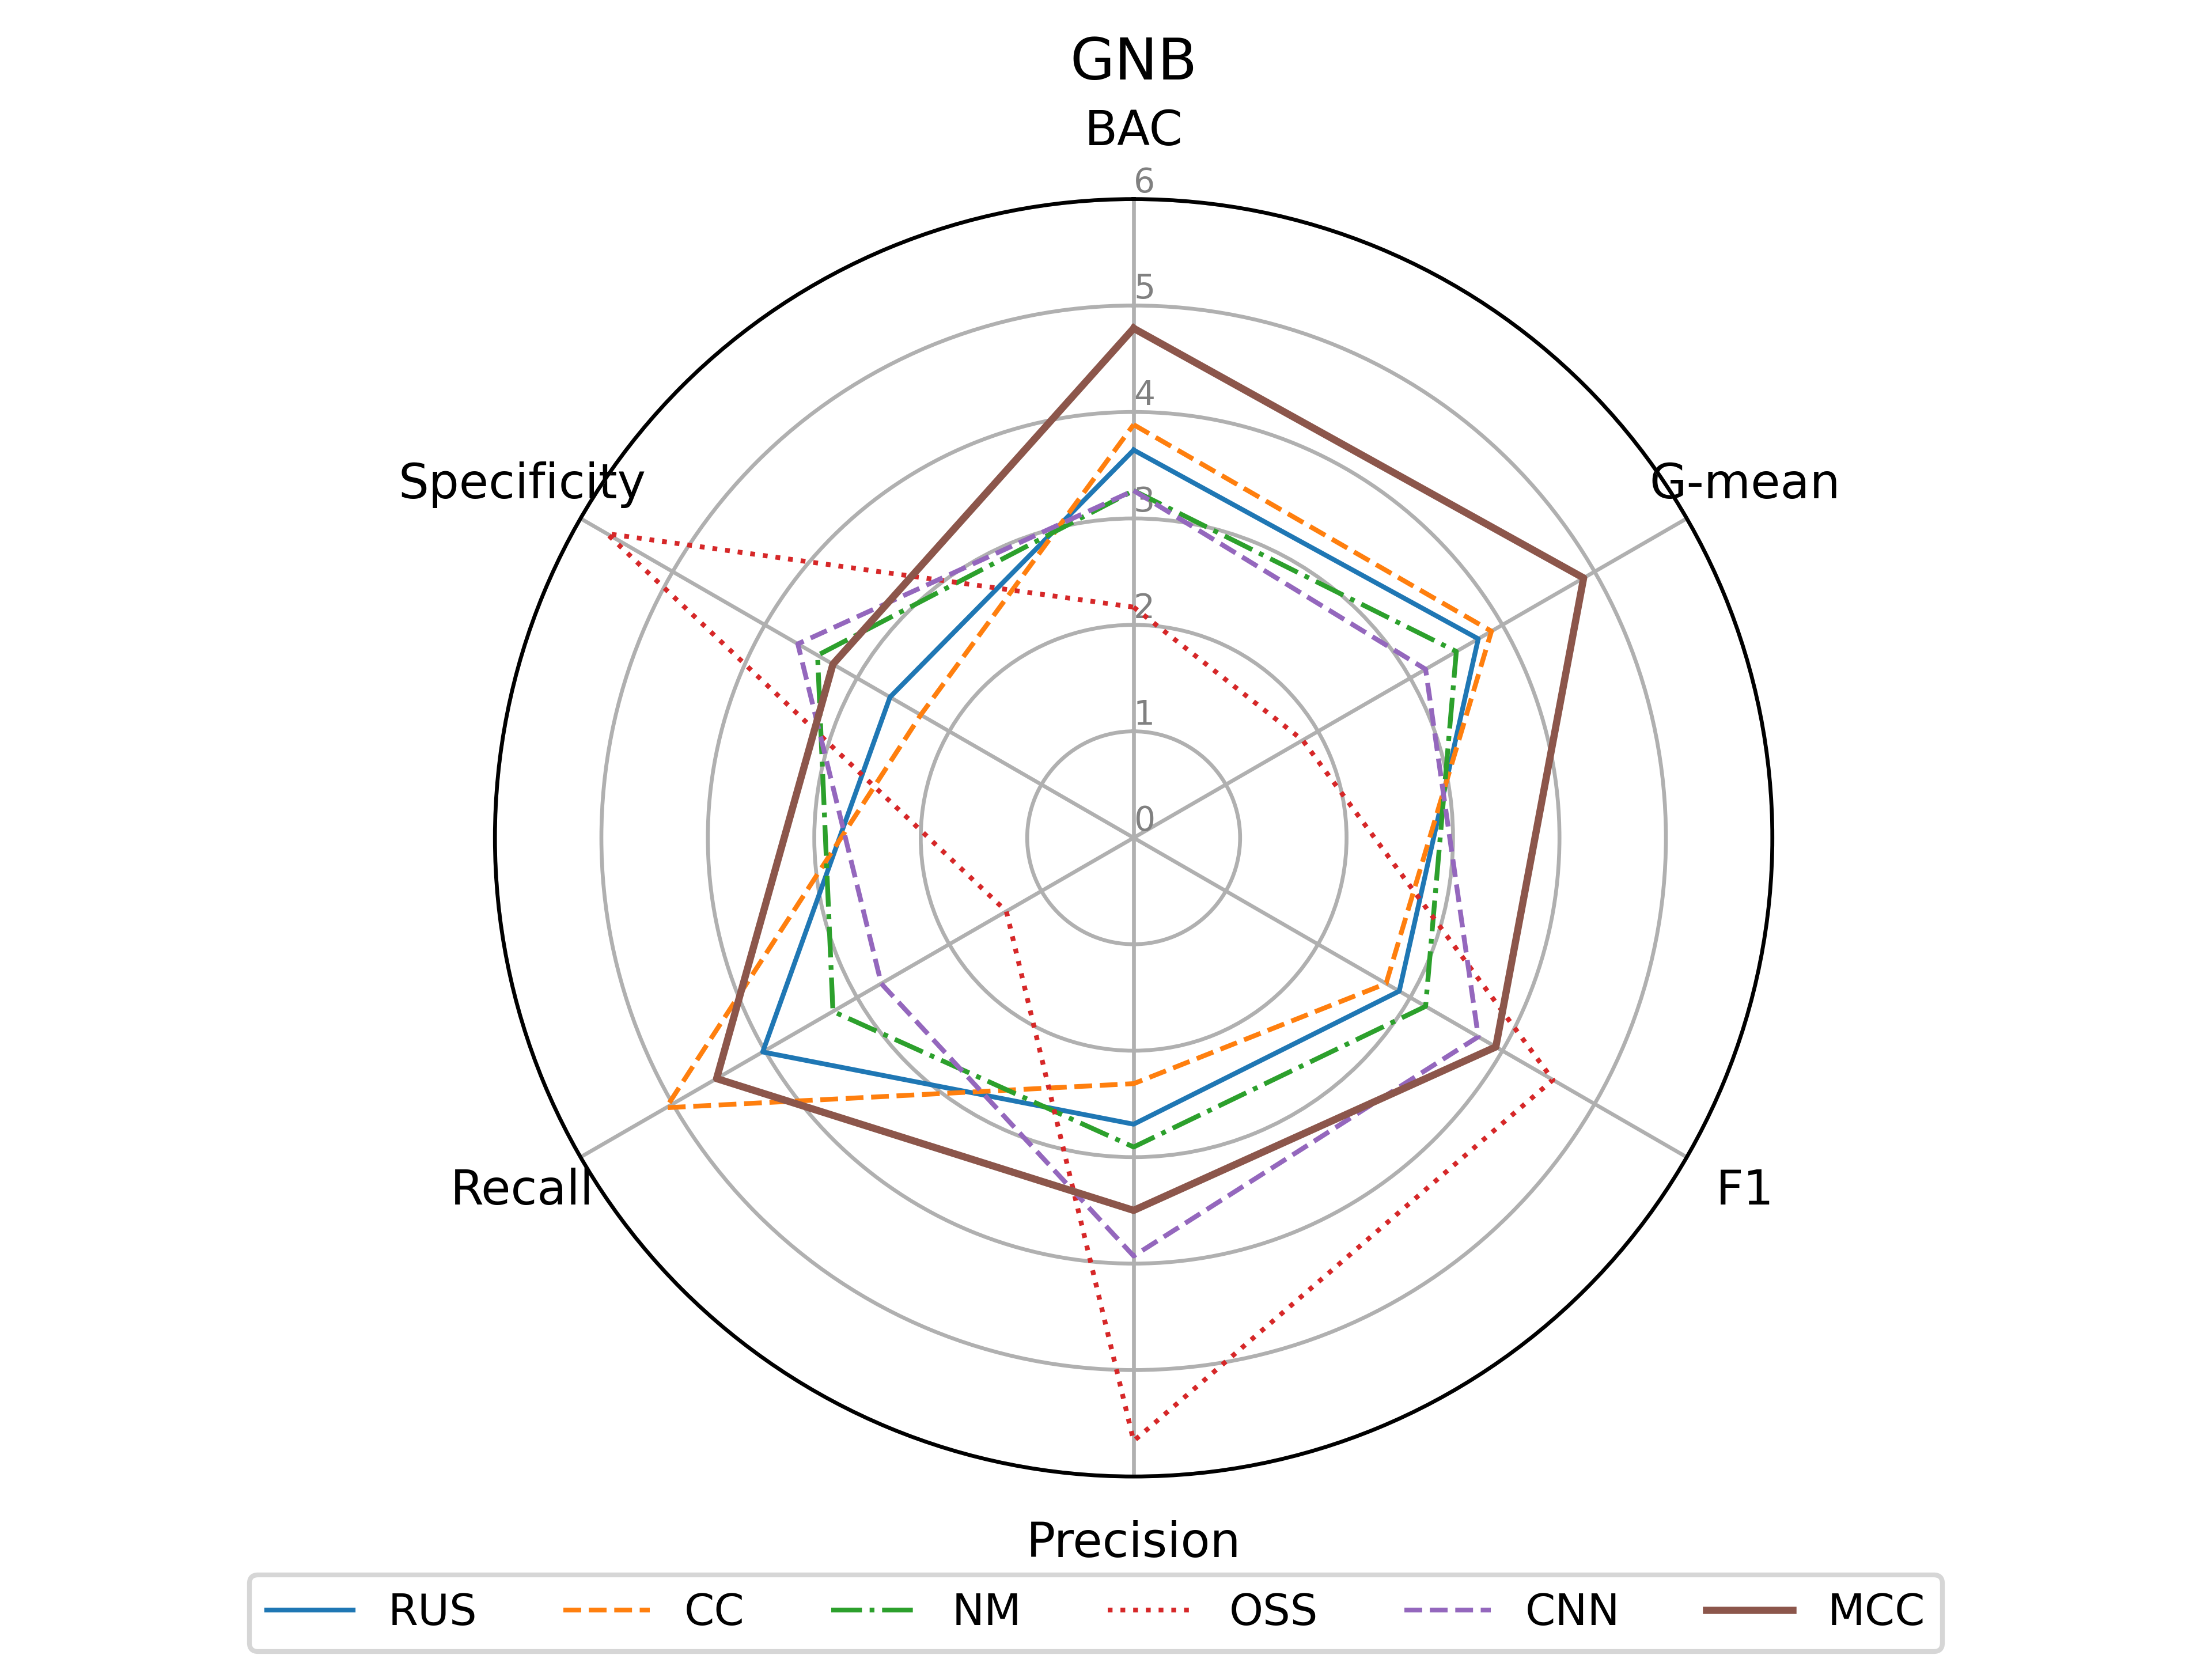 GNB
BAC
6
5
4
3
2
1
0
Specificity
G-mean
Recall
F1
Precision
RUS CC NM OSS CNN MCC